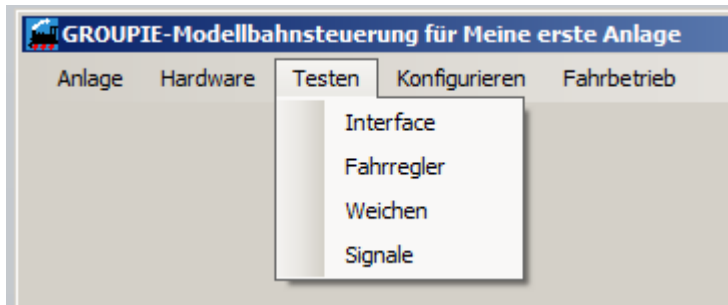 GROUPIE-Modellbahnsteuerung für Meine erste Anlage
Anlage Hardware Testen Konfigurieren Fahrbetrieb
Interface
Fahrregler
Weichen
Signale